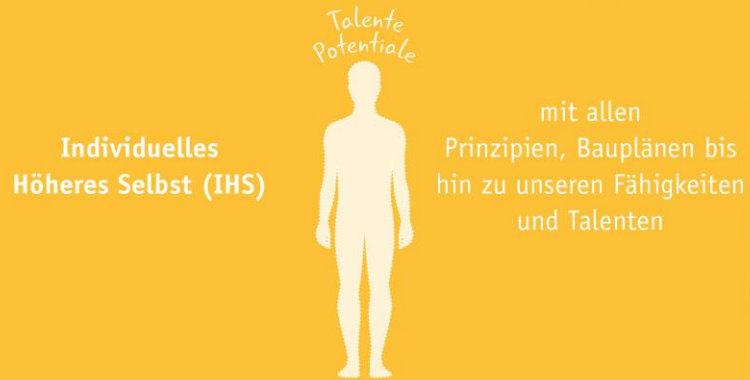 Talente
Potentiale
Individuelles
Höheres Selbst (IHS)
mit allen
Prinzipien, Bauplänen bis
hin zu unseren Fähigkeiten
und Talenten